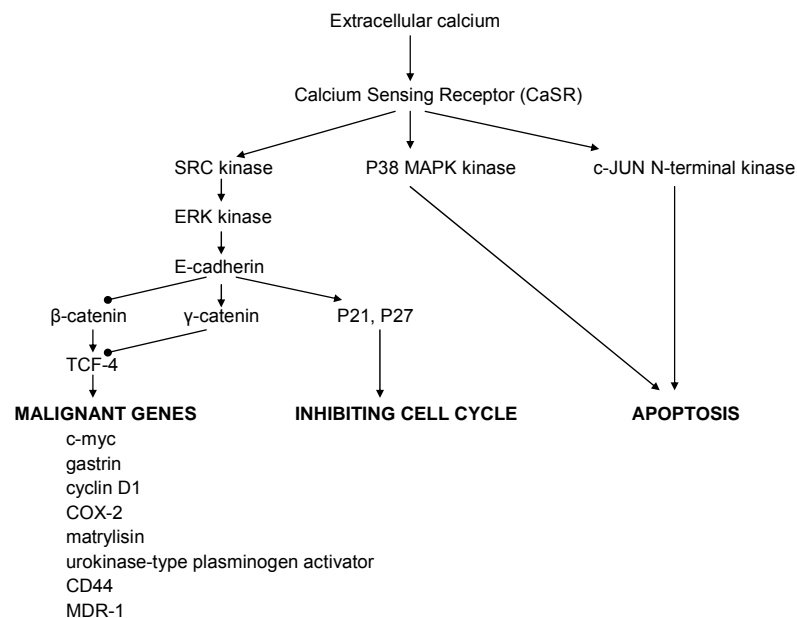 Extracellular calcium
Calcium Sensing Receptor (CaSR)
SRC kinase
P38 MAPK kinase
c-JUN N-terminal kinase
ERK kinase
E-cadherin
β-catenin
γ-catenin
P21, P27
TCF-4
MALIGNANT GENES
INHIBITING CELL CYCLE
APOPTOSIS
c-myc
gastrin
cyclin D1
COX-2
matrylisin
urokinase-type plasminogen activator
CD44
MDR-1